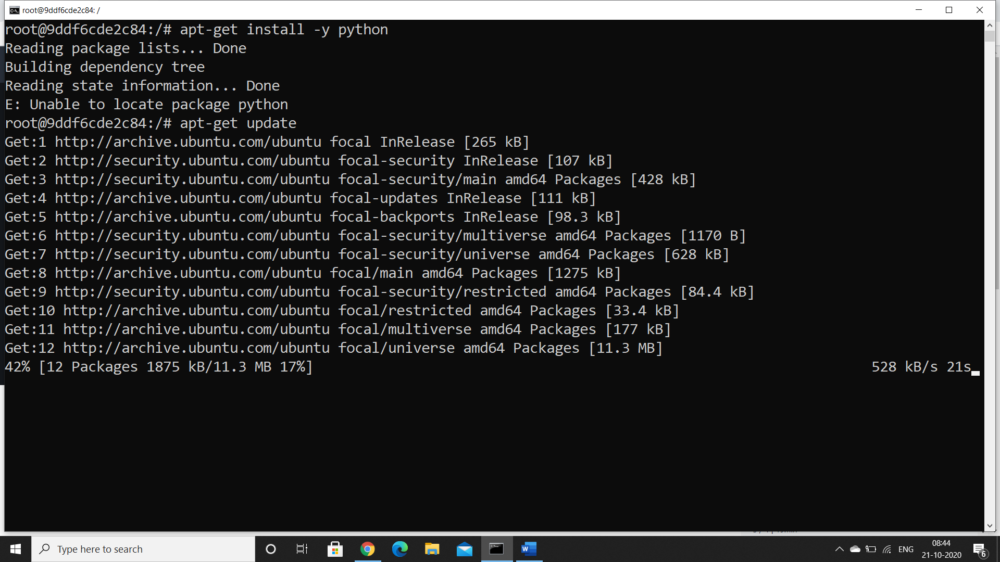 root@9ddf6cde2c84: /
root@9ddf6cde2c84:/# apt-get install -y python
Reading package lists... Done
Building dependency tree
Reading state information... Done
E: Unable to locate package python
root@9ddf6cde2c84:/# apt-get update
Get:1 http://archive.ubuntu.com/ubuntu focal InRelease [265 kB]
Get:2 http://security.ubuntu.com/ubuntu focal-security InRelease [107 kB]
Get:3 http://security.ubuntu.com/ubuntu focal-security/main amd64 Packages [428 kB]
Get:4 http://archive.ubuntu.com/ubuntu focal-updates InRelease [111 kB]
Get:5 http://archive.ubuntu.com/ubuntu focal-backports InRelease [98.3 kB]
Get:6 http://security.ubuntu.com/ubuntu focal-security/multiverse amd64 Packages [1170 B]
Get:7 http://security.ubuntu.com/ubuntu focal-security/universe amd64 Packages [628 kB]
Get:8 http://archive.ubuntu.com/ubuntu focal/main amd64 Packages [1275 kB]
Get:9 http://security.ubuntu.com/ubuntu focal-security/restricted amd64 Packages [84.4 kB]
Get:10 http://archive.ubuntu.com/ubuntu focal/restricted amd64 Packages [33.4 kB]
Get:11 http://archive.ubuntu.com/ubuntu focal/multiverse amd64 Packages [177 kB]
Get:12 http://archive.ubuntu.com/ubuntu focal/universe amd64 Packages [11.3 MB]
42% [12 Packages 1875 kB/11.3 MB 17%] 528 kB/s 21s
Type here to search
ENG
08:44
21-10-2020
6